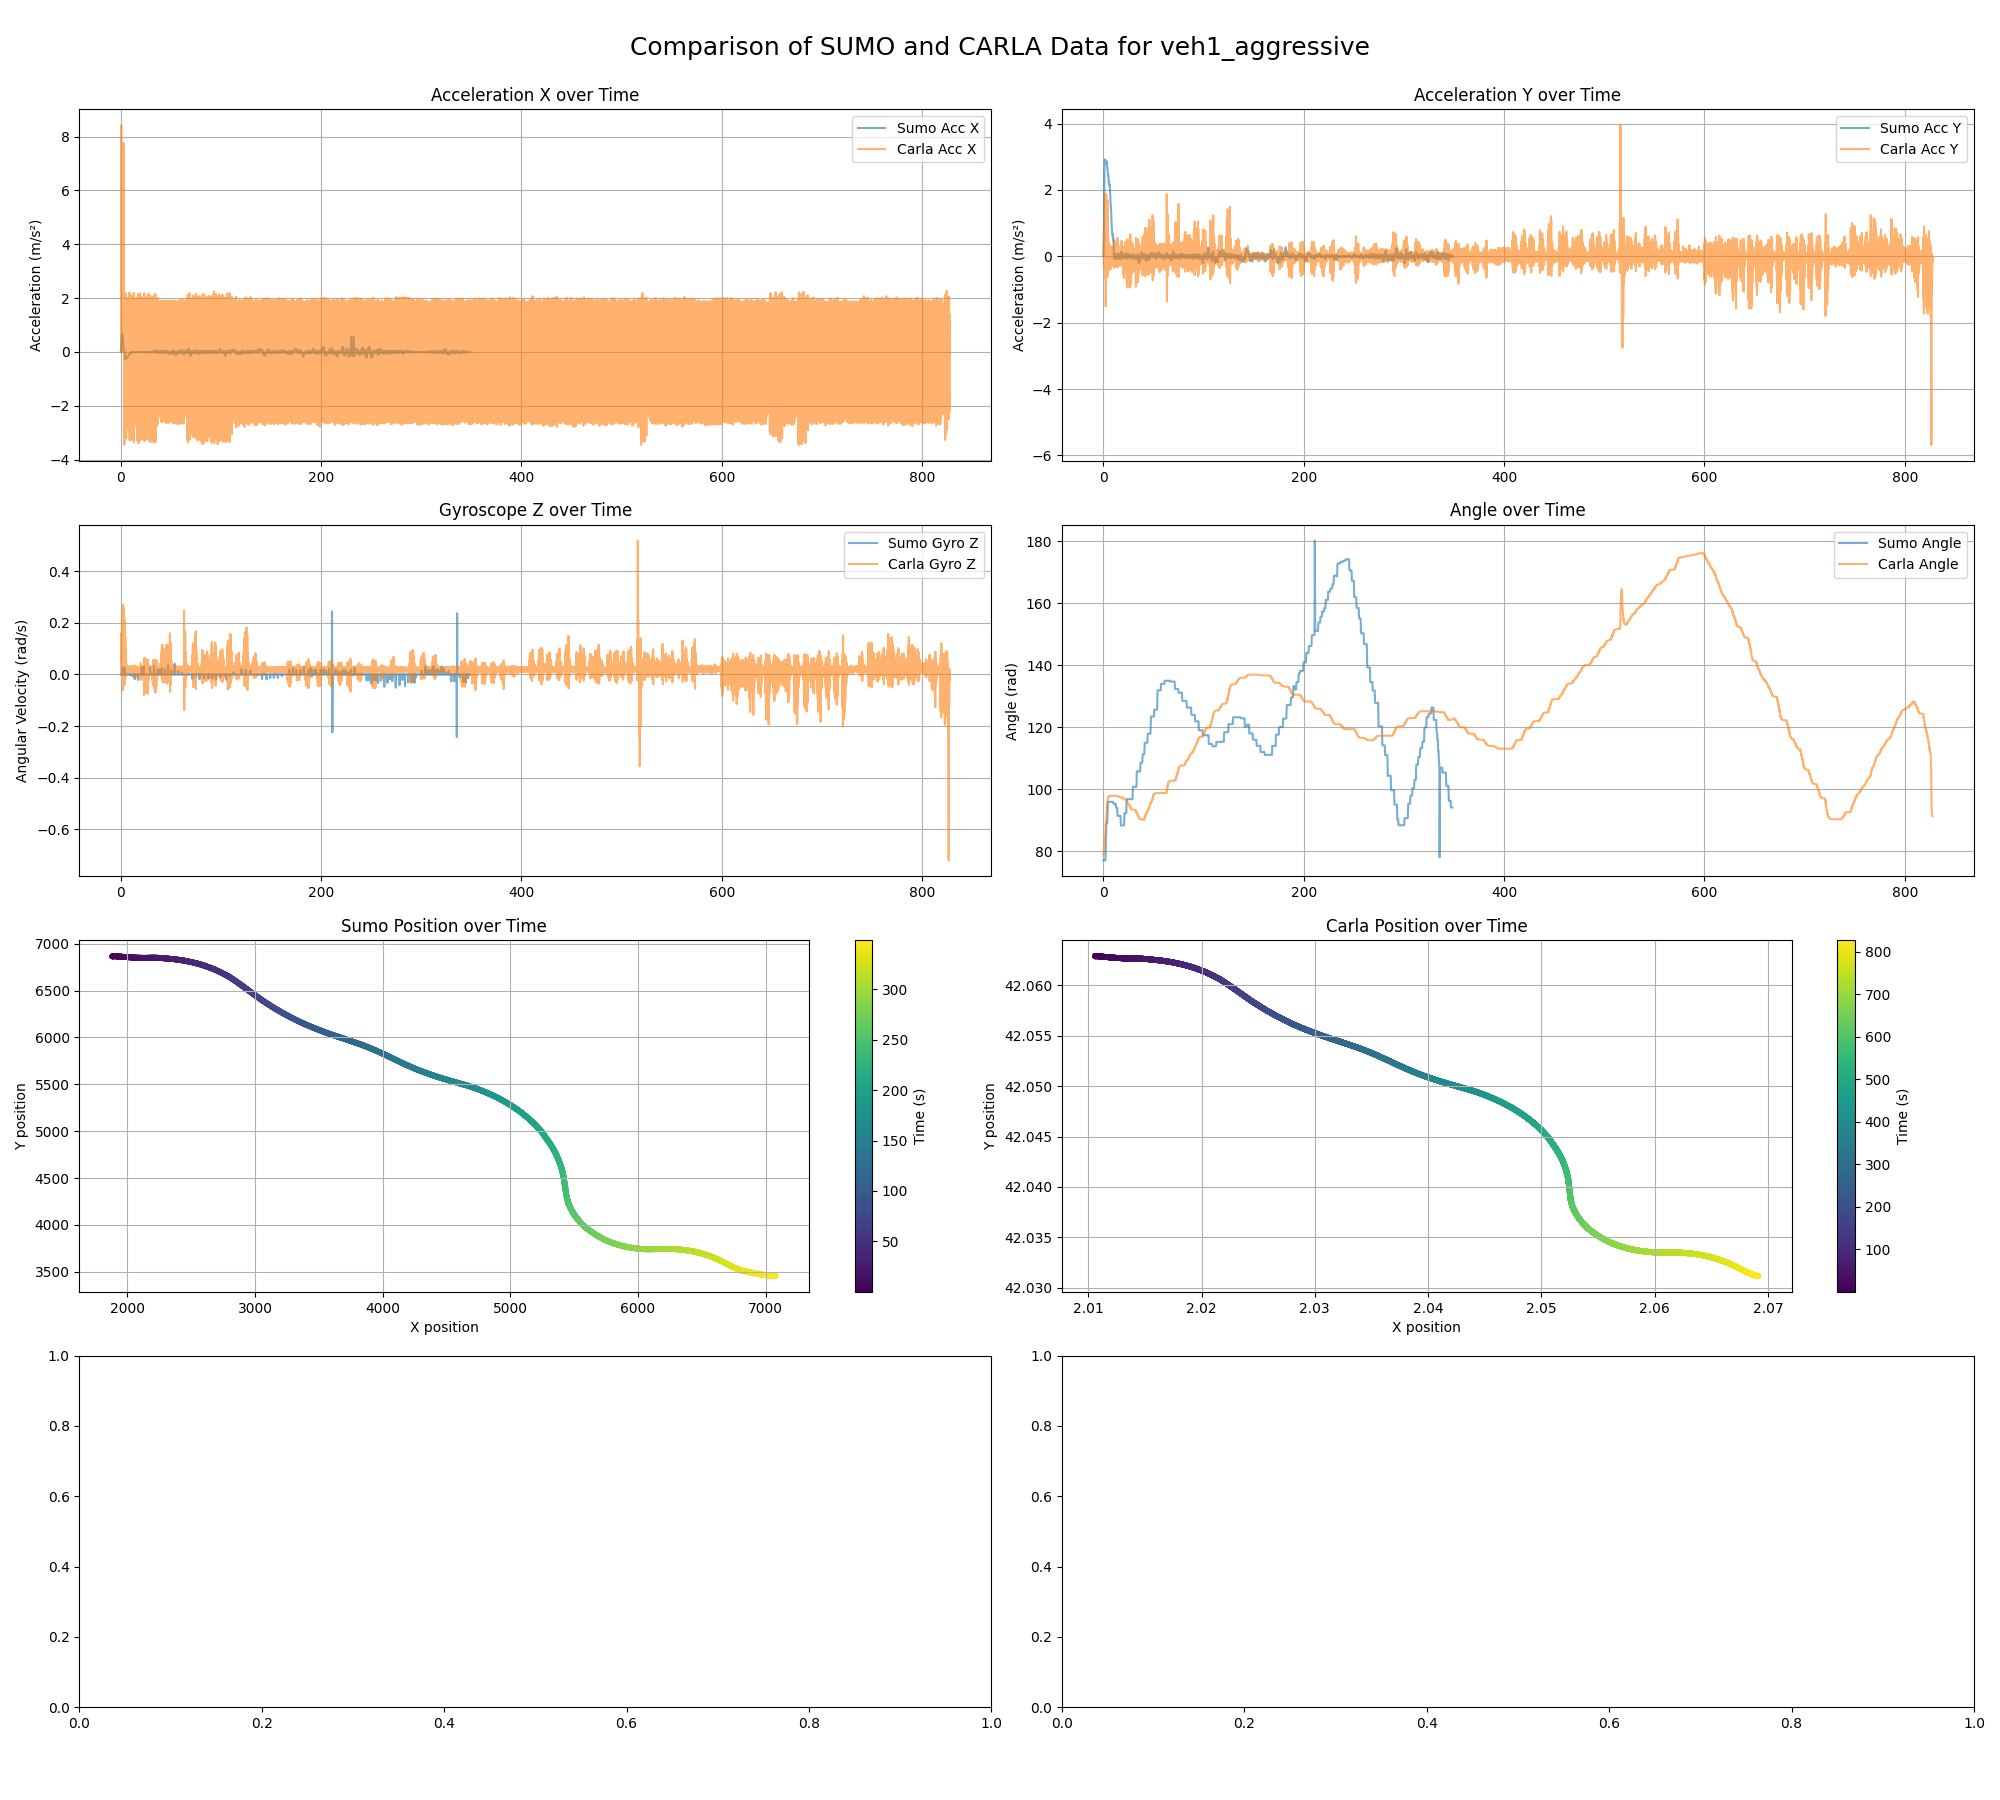 Comparison of SUMO and CARLA Data for veh1_aggressive
Acceleration X over Time
Acceleration (m/s²)
8
6
4
2
0
−2
−4
0 200 400 600 800
Sumo Acc X
Carla Acc X
Acceleration Y over Time
Acceleration (m/s²)
4
2
0
−2
−4
−6
0 200 400 600 800
Sumo Acc Y
Carla Acc Y
Gyroscope Z over Time
Angular Velocity (rad/s)
0.4
0.2
0.0
−0.2
−0.4
−0.6
0 200 400 600 800
Sumo Gyro Z
Carla Gyro Z
Angle over Time
Angle (rad)
180
160
140
120
100
80
0 200 400 600 800
Sumo Angle
Carla Angle
Sumo Position over Time
Y position
7000
6500
6000
5500
5000
4500
4000
3500
2000 3000 4000 5000 6000 7000
X position
300
250
200
150
100
50
Time (s)
Carla Position over Time
Y position
42.060
42.055
42.050
42.045
42.040
42.035
42.030
2.01 2.02 2.03 2.04 2.05 2.06 2.07
X position
800
700
600
500
400
300
200
100
Time (s)
1.0
0.8
0.6
0.4
0.2
0.0
0.0 0.2 0.4 0.6 0.8 1.0
1.0
0.8
0.6
0.4
0.2
0.0
0.0 0.2 0.4 0.6 0.8 1.0